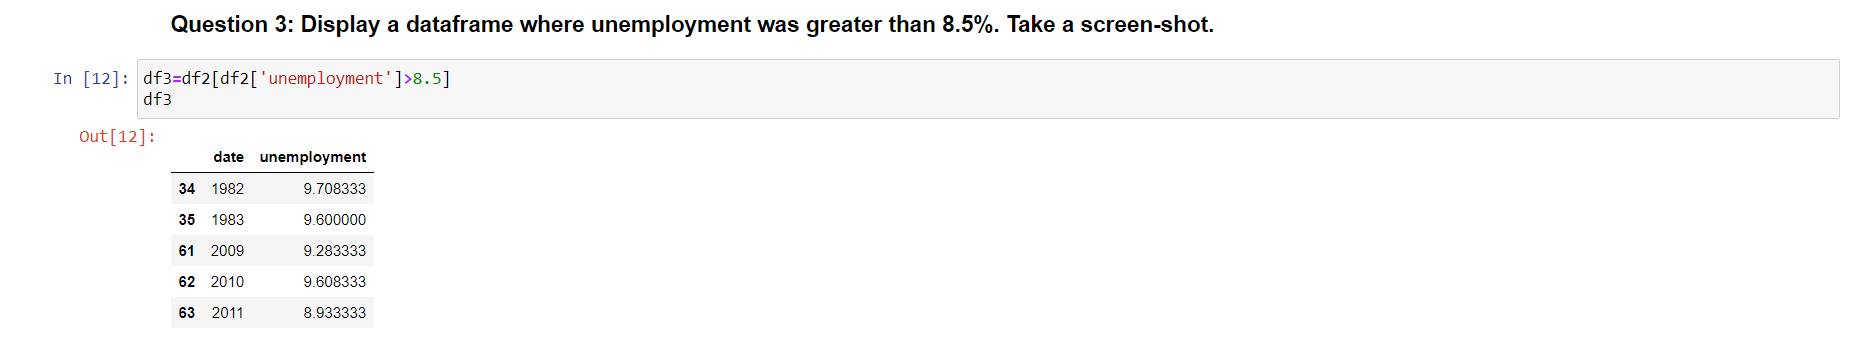 Question 3: Display a dataframe where unemployment was greater than 8.5%. Take a screen-shot.
In [12]: df3=df2[df2['unemployment']>8.5]
df3
Out[12]:
date unemployment
34 1982 9.708333
35 1983 9.600000
61 2009 9.283333
62 2010 9.608333
63 2011 8.933333